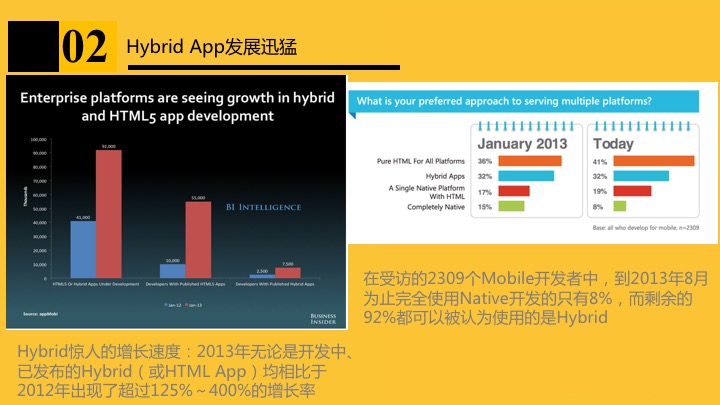 02
Hybrid App发展迅猛
Enterprise platforms are seeing growth in hybrid
and HTML5 app development
100,000
90,000
80,000
70,000
60,000
50,000
40,000
30,000
20,000
10,000
0
Thousands
41,000
92,000
10,000
55,000
2,500
7,500
BI INTELLIGENCE
HTML5 Or Hybrid Apps Under Development
Developers With Published HTML5 Apps
Developers With Published Hybrid Apps
Jan-12
Jan-13
Source: appMobi
BUSINESS
INSIDER
What is your preferred approach to serving multiple platforms?
January 2013
Today
Pure HTML For All Platforms 36% 41%
Hybrid Apps 32% 32%
A Single Native Platform
With HTML 17% 19%
Completely Native 15% 8%
Base: all who develop for mobile, n=2309
在受访的2309个Mobile开发者中，到2013年8月
为止完全使用Native开发的只有8%，而剩余的
92%都可以被认为使用的是Hybrid
Hybrid惊人的增长速度：2013年无论是开发中、
已发布的Hybrid（或HTML App）均相比于
2012年出现了超过125%～400%的增长率